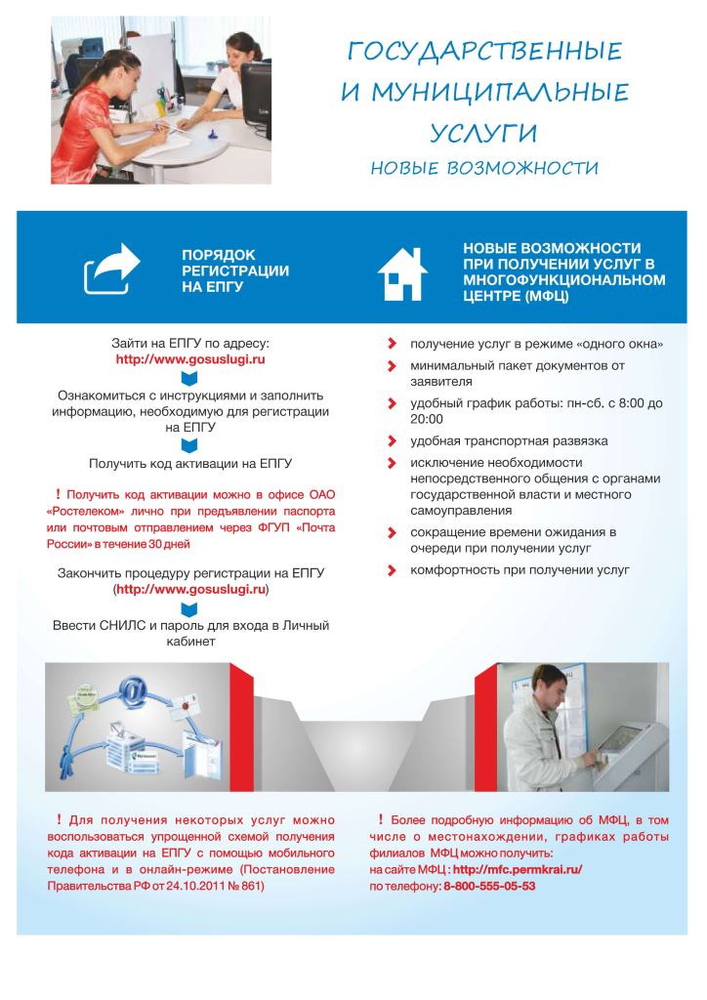 ГОСУДАРСТВЕННЫЕ
И МУНИЦИПАЛЬНЫЕ
УСЛУГИ
НОВЫЕ ВОЗМОЖНОСТИ
ПОРЯДОК
РЕГИСТРАЦИИ
НА ЕПГУ
Зайти на ЕПГУ по адресу:
http://www.gosuslugi.ru
Ознакомиться с инструкциями и заполнить
информацию, необходимую для регистрации
на ЕПГУ
Получить код активации на ЕПГУ
! Получить код активации можно в офисе ОАО
«Ростелеком» лично при предъявлении паспорта
или почтовым отправлением через ФГУП «Почта
России» в течение 30 дней
Закончить процедуру регистрации на ЕПГУ
(http://www.gosuslugi.ru)
Ввести СНИЛС и пароль для входа в Личный
кабинет
НОВЫЕ ВОЗМОЖНОСТИ
ПРИ ПОЛУЧЕНИИ УСЛУГ В
МНОГОФУНКЦИОНАЛЬНОМ
ЦЕНТРЕ (МФЦ)
получение услуг в режиме «одного окна»
минимальный пакет документов от
заявителя
удобный график работы: пн-сб. с 8:00 до
20:00
удобная транспортная развязка
исключение необходимости
непосредственного общения с органами
государственной власти и местного
самоуправления
сокращение времени ожидания в
очереди при получении услуг
комфортность при получении услуг
@
! Для получения некоторых услуг можно
воспользоваться упрощенной схемой получения
кода активации на ЕПГУ с помощью мобильного
телефона и в онлайн-режиме (Постановление
Правительства РФ от 24.10.2011 № 861)
! Более подробную информацию об МФЦ, в том
числе о местонахождении, графиках работы
филиалов МФЦ можно получить:
на сайте МФЦ : http://mfc.permkrai.ru/
по телефону: 8-800-555-05-53